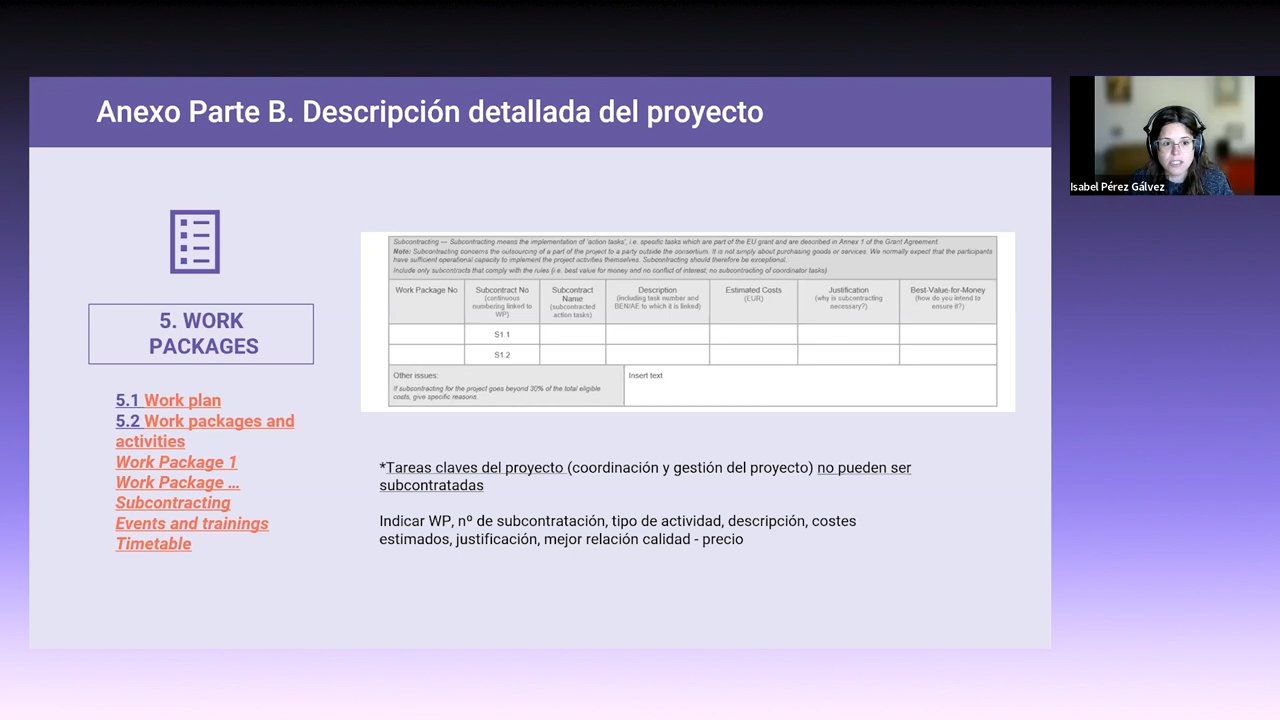 Anexo Parte B. Descripción detallada del proyecto
Isabel Pérez Gálvez
5. WORK
PACKAGES
5.1 Work plan
5.2 Work packages and
activities
Work Package 1
Work Package …
Subcontracting
Events and trainings
Timetable
Subcontracting — Subcontracting means the implementation of 'action tasks', i.e. specific tasks which are part of the EU grant and are described in Annex 1 of the Grant Agreement.
Note: Subcontracting concerns the outsourcing of a part of the project to a party outside the consortium. It is not simply about purchasing goods or services. We normally expect that the participants
have sufficient operational capacity to implement the project activities themselves. Subcontracting should therefore be exceptional.
Include only subcontracts that comply with the rules (i.e. best value for money and no conflict of interest; no subcontracting of coordinator tasks)
Work Package No
Subcontract No
(continuous
numbering linked to
WP)
Subcontract
Name
(subcontracted
action tasks)
Description
(including task number and
BEN/AE to which it is linked)
Estimated Costs
(EUR)
Justification
(why is subcontracting
necessary?)
Best-Value-for-Money
(how do you intend to
ensure it?)
S1.1
S1.2
Other issues:
If subcontracting for the project goes beyond 30% of the total eligible
costs, give specific reasons.
Insert text
*Tareas claves del proyecto (coordinación y gestión del proyecto) no pueden ser
subcontratadas
Indicar WP, nº de subcontratación, tipo de actividad, descripción, costes
estimados, justificación, mejor relación calidad - precio